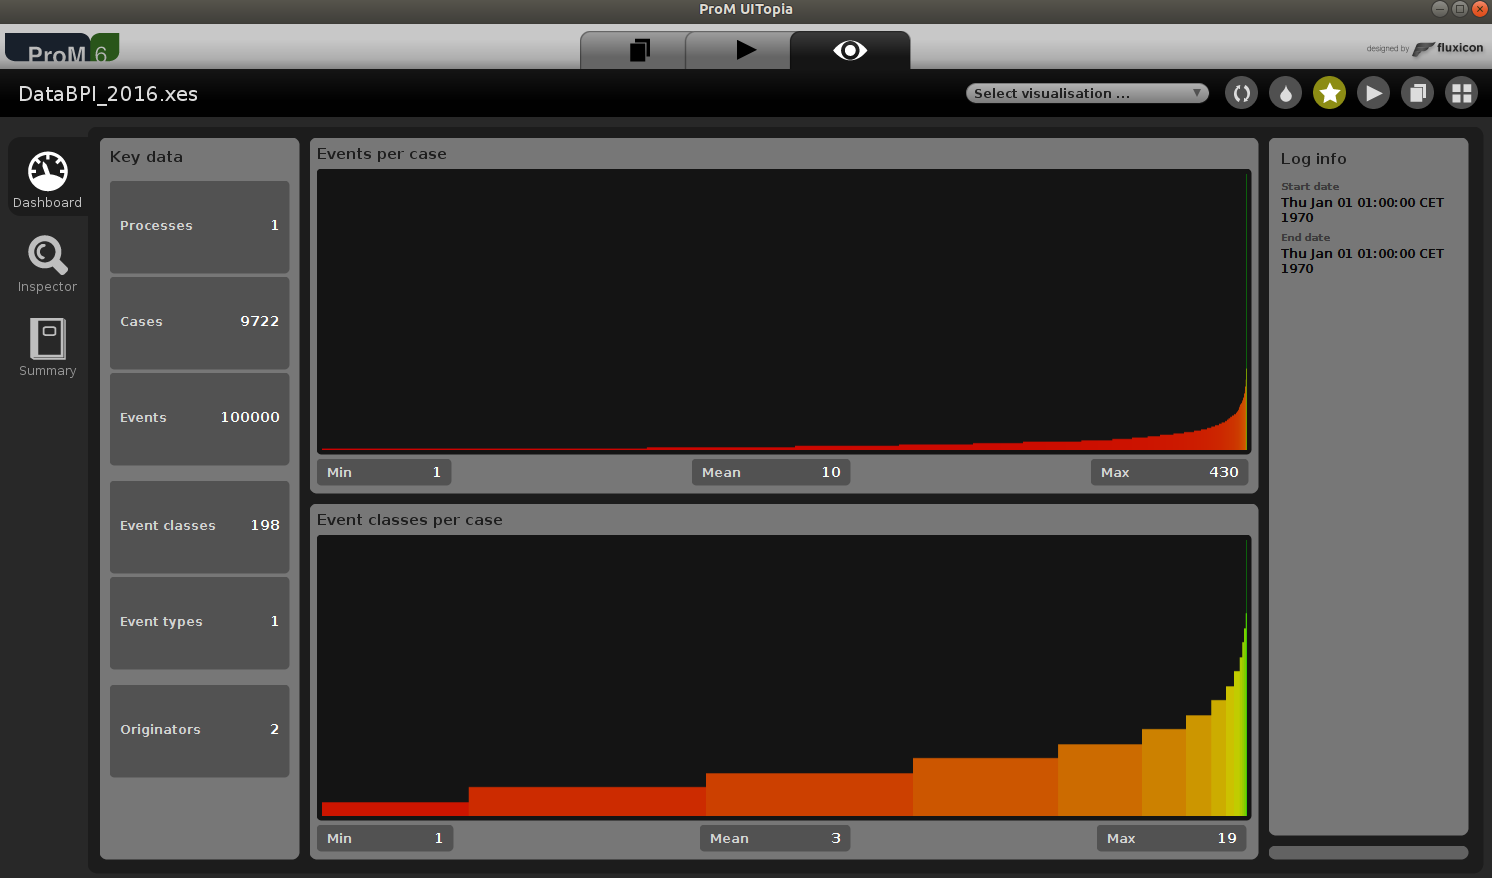 ProM UITopia
ProM 6
designed by fluxicon
DataBPI_2016.xes
Select visualisation ...
Dashboard
Inspector
Summary
Key data
Processes 1
Cases 9722
Events 100000
Event classes 198
Event types 1
Originators 2
Events per case
Min 1
Mean 10
Max 430
Event classes per case
Min 1
Mean 3
Max 19
Log info
Start date
Thu Jan 01 01:00:00 CET
1970
End date
Thu Jan 01 01:00:00 CET
1970